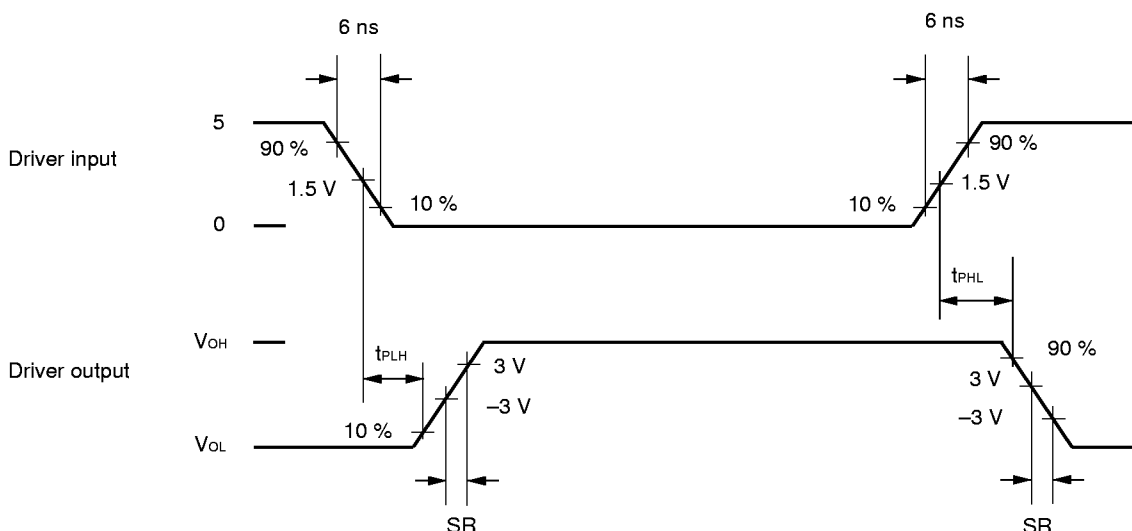 6 ns
6 ns
5
90 %
90 %
Driver input
1.5 V
1.5 V
10 %
10 %
0
tPHL
VOH
tPLH
90 %
Driver output
3 V
3 V
–3 V
–3 V
10 %
VOL
SR
SR